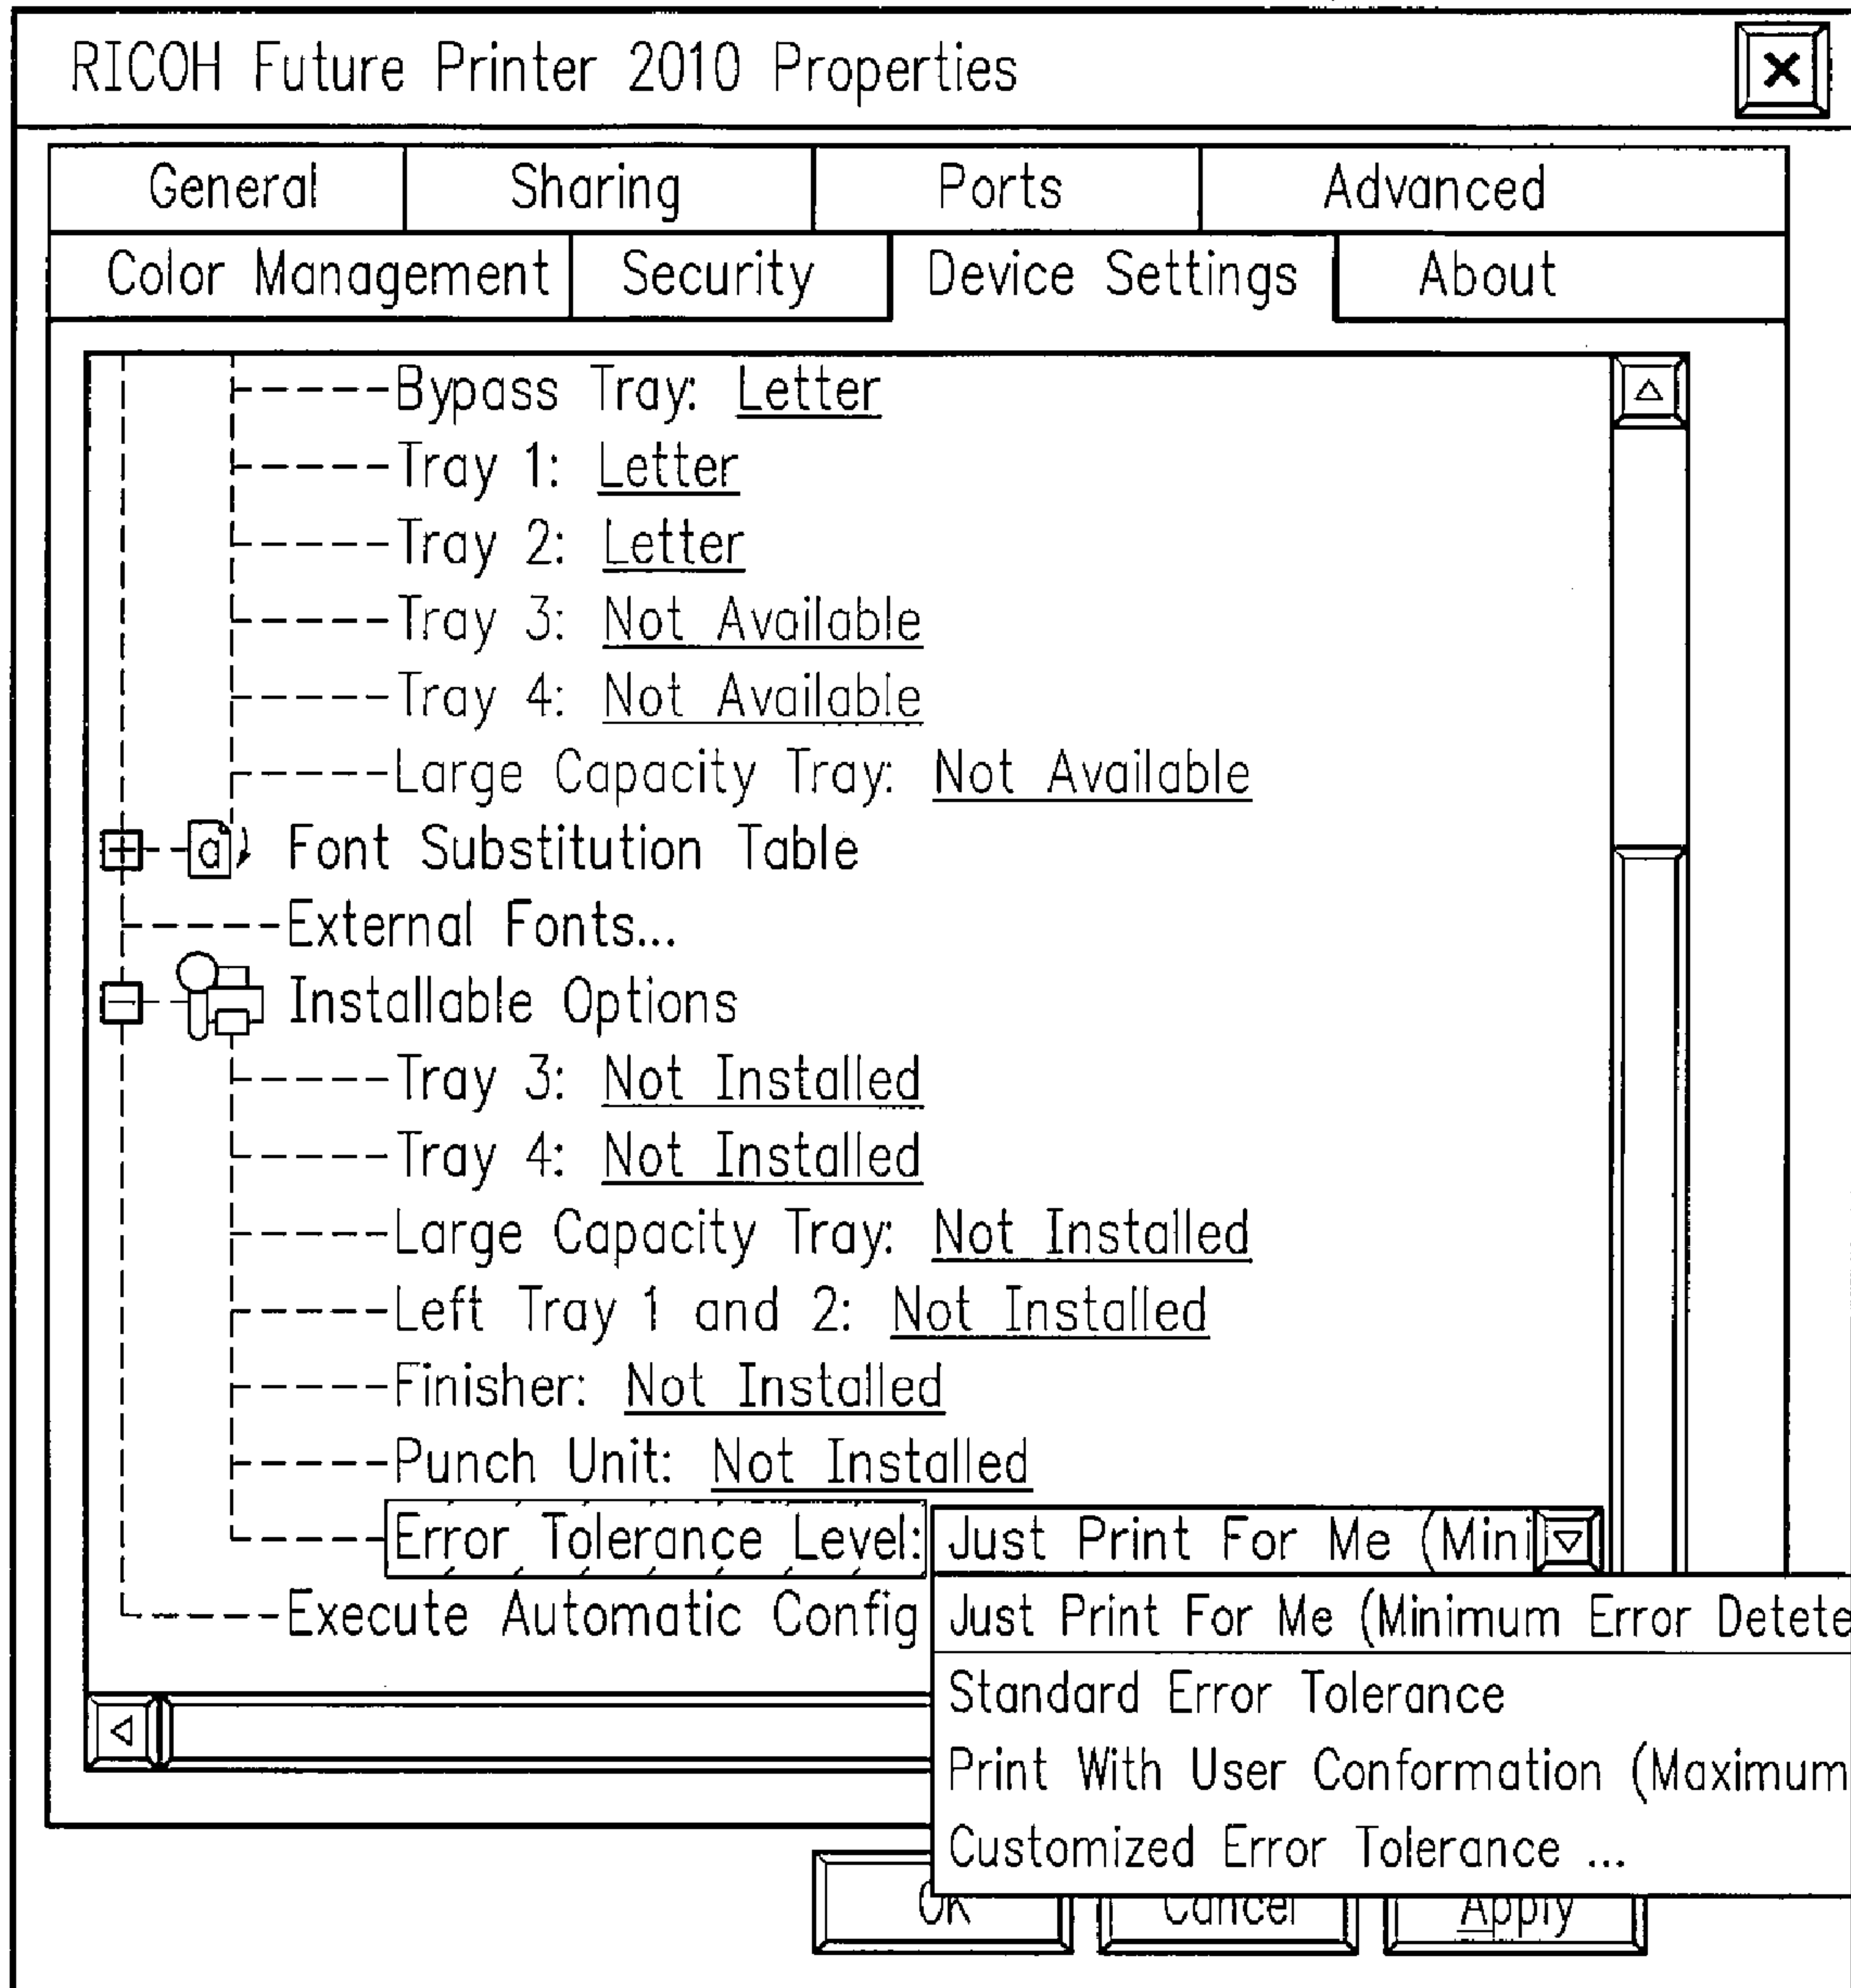 RICOH Future Printer 2010 Properties
General Sharing Ports Advanced
Color Management Security Device Settings About
Bypass Tray: Letter
Tray 1: Letter
Tray 2: Letter
Tray 3: Not Available
Tray 4: Not Available
Large Capacity Tray: Not Available
a Font Substitution Table
External Fonts...
Installable Options
Tray 3: Not Installed
Tray 4: Not Installed
Large Capacity Tray: Not Installed
Left Tray 1 and 2: Not Installed
Finisher: Not Installed
Punch Unit: Not Installed
Error Tolerance Level: Just Print For Me (Mini
Execute Automatic Config Just Print For Me (Minimum Error Detete
Standard Error Tolerance
Print With User Conformation (Maximum
Customized Error Tolerance ...
OK Cancel Apply